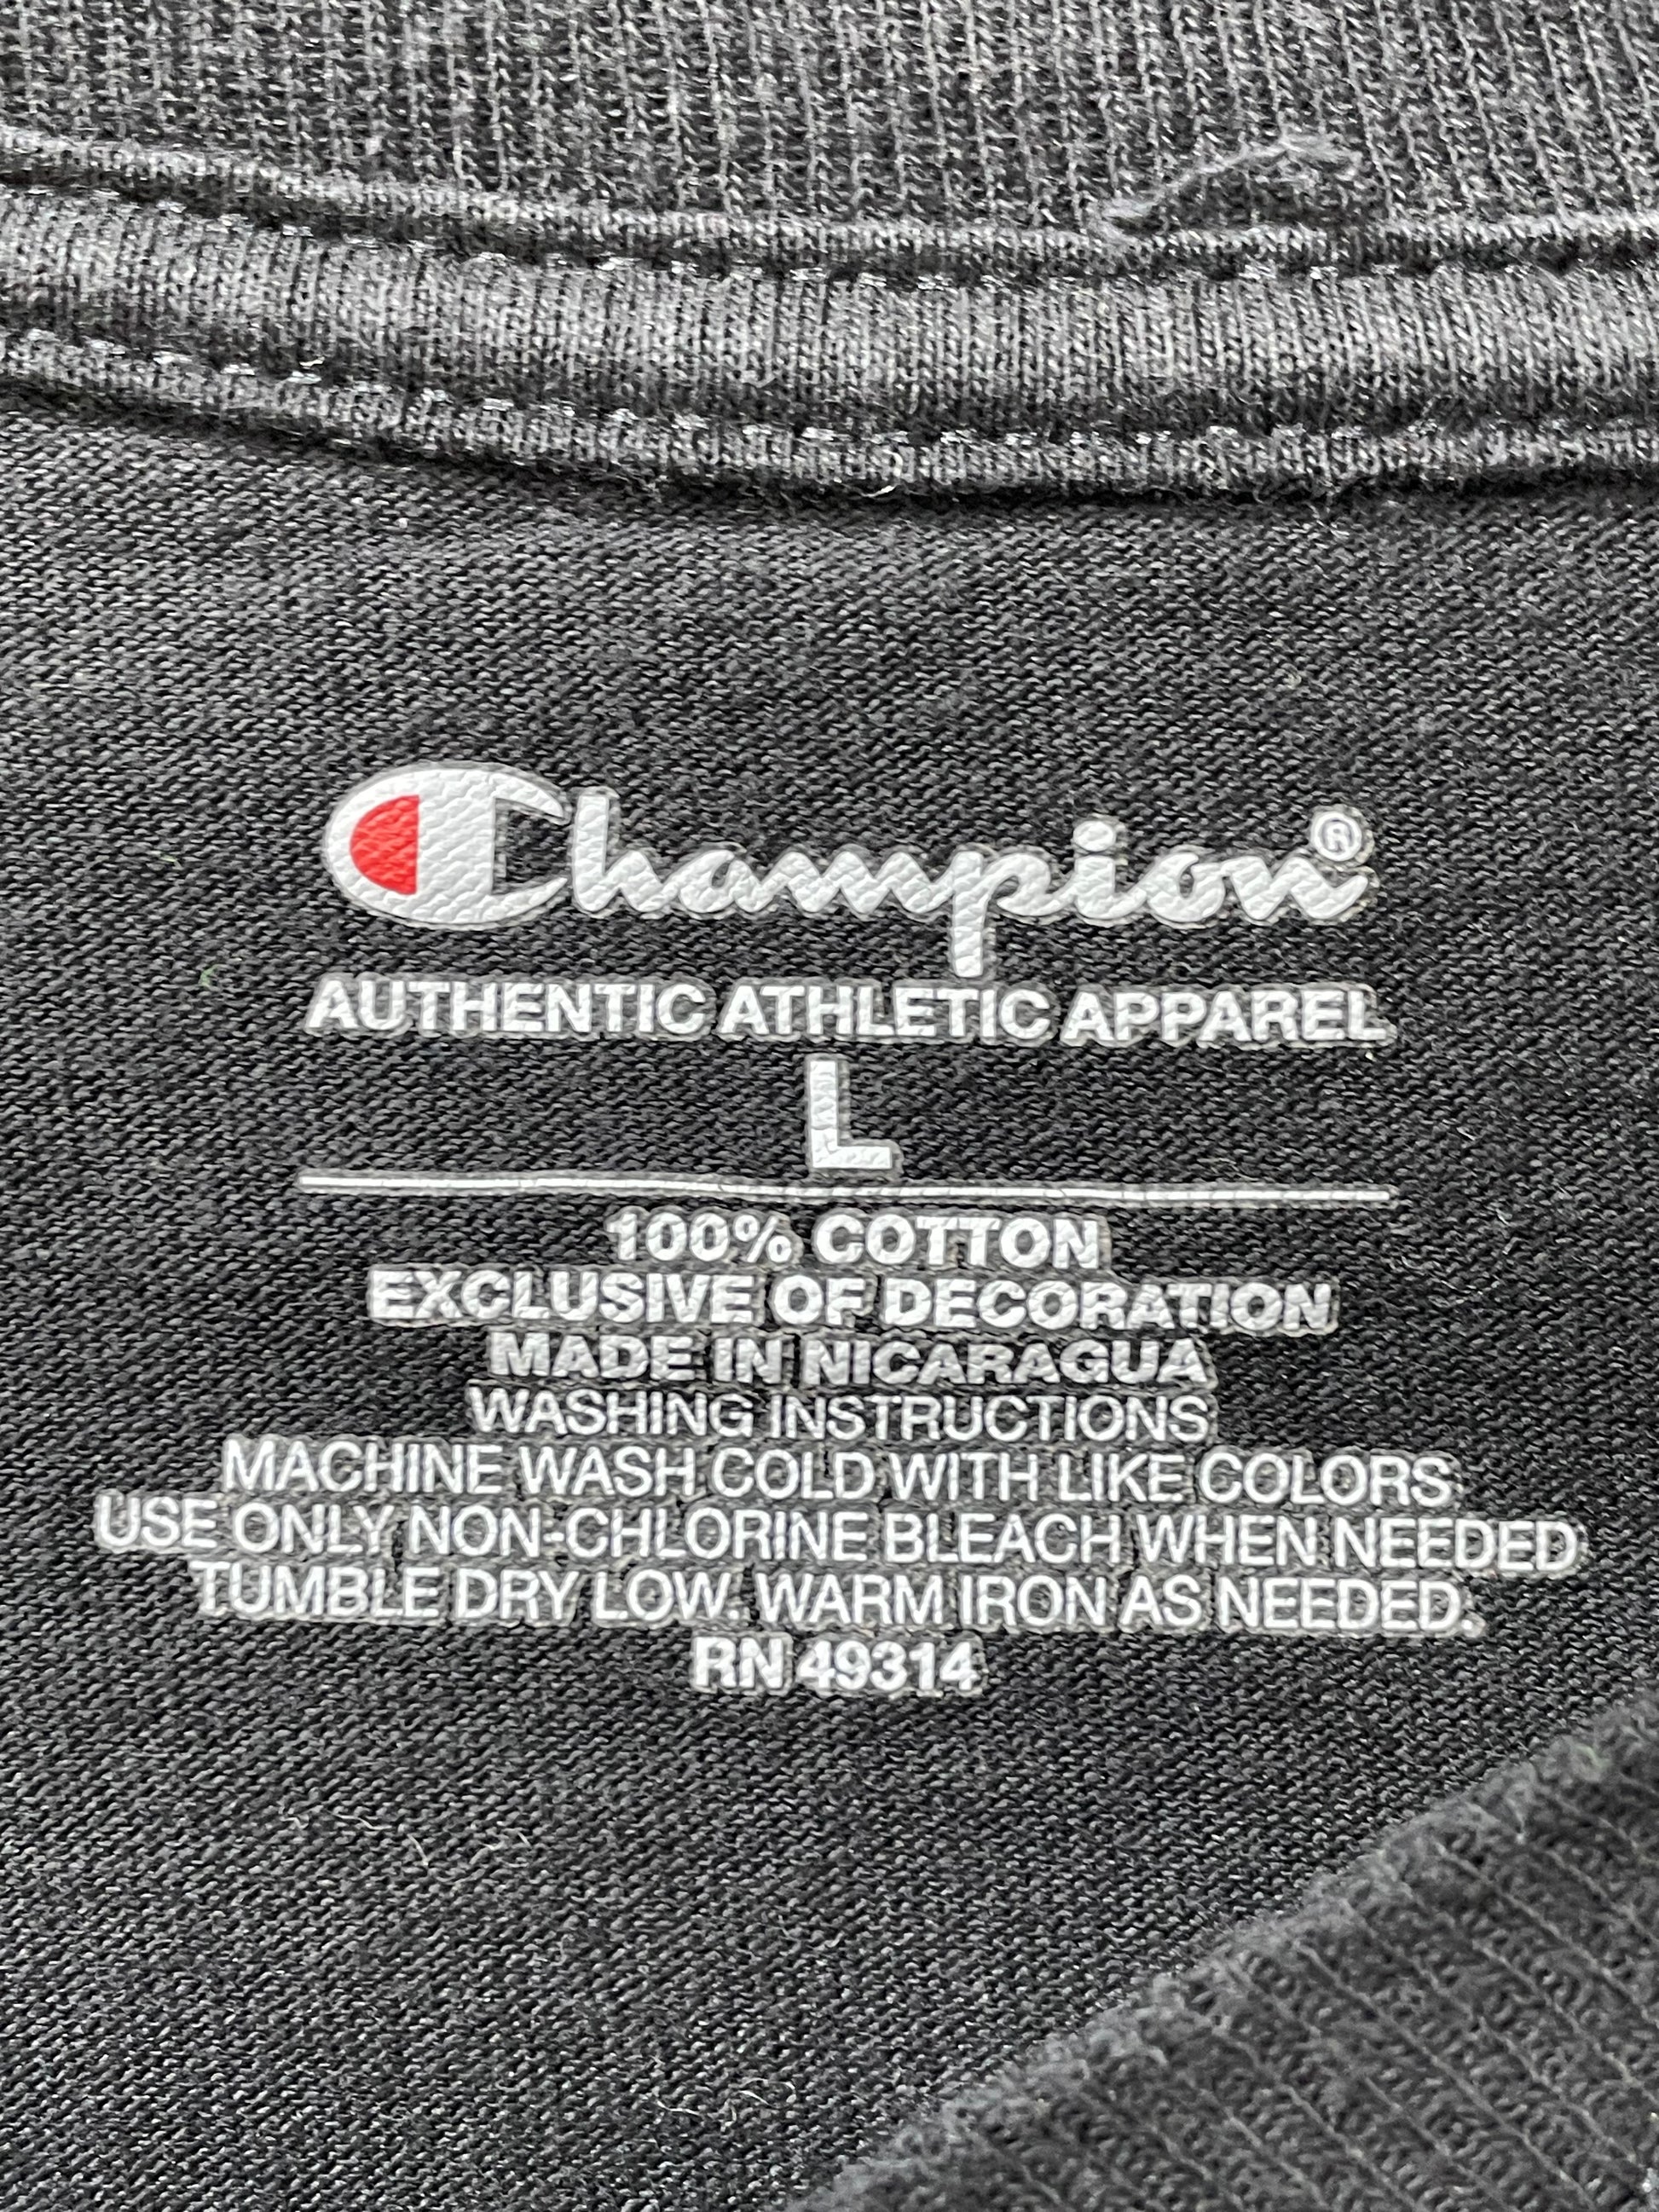 Champion®
AUTHENTIC ATHLETIC APPAREL
L
100% COTTON
EXCLUSIVE OF DECORATION
MADE IN NICARAGUA
WASHING INSTRUCTIONS
MACHINE WASH COLD WITH LIKE COLORS
USE ONLY NON-CHLORINE BLEACH WHEN NEEDED
TUMBLE DRY LOW. WARM IRON AS NEEDED.
RN 49314